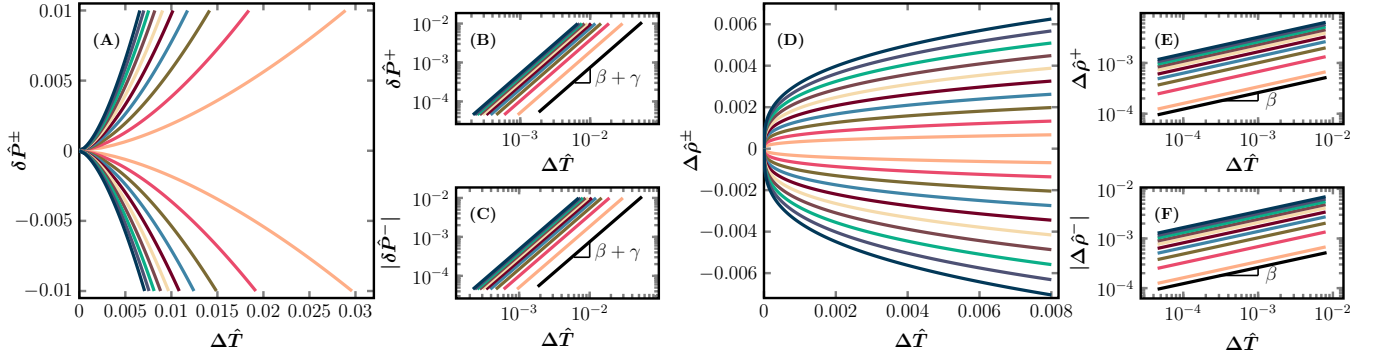 (A)
0.01
0.005
0
−0.005
−0.01
δP̂±
0 0.005 0.01 0.015 0.02 0.025 0.03
ΔT̂
(B)
10⁻²
10⁻³
10⁻⁴
δP̂⁺
β + γ
10⁻³ 10⁻²
ΔT̂
(C)
10⁻²
10⁻³
10⁻⁴
|δP̂⁻|
β + γ
10⁻³ 10⁻²
ΔT̂
(D)
0.006
0.004
0.002
0
−0.002
−0.004
−0.006
Δρ̂±
0 0.002 0.004 0.006 0.008
ΔT̂
(E)
10⁻³
10⁻⁴
Δρ̂⁺
β
10⁻⁴ 10⁻³ 10⁻²
ΔT̂
(F)
10⁻²
10⁻³
10⁻⁴
|Δρ̂⁻|
β
10⁻⁴ 10⁻³ 10⁻²
ΔT̂